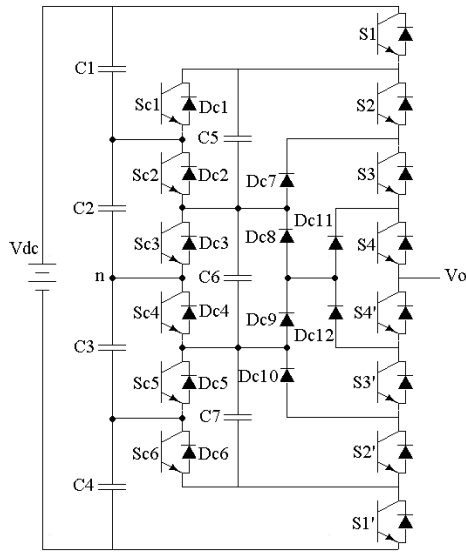 S1
C1
Sc1 Dc1 S2
C5
Sc2 Dc2 Dc7 S3
C2
Vdc Sc3 Dc3 Dc8 Dc11 S4
n C6 Vo
Sc4 Dc4 Dc9 Dc12 S4'
C3
Sc5 Dc5 Dc10 S3'
C7
Sc6 Dc6 S2'
C4
S1'